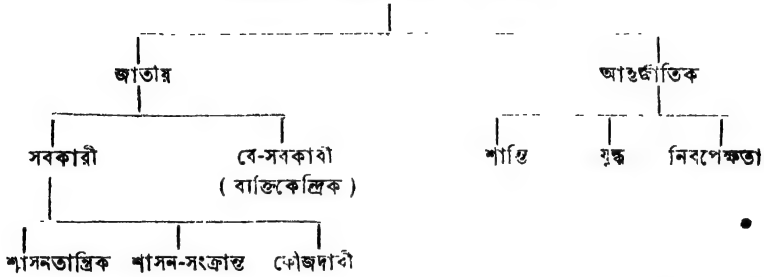 জাতীয় আন্তর্জাতিক
সরকারী বে-সরকারী শান্তি যুদ্ধ নিরপেক্ষতা
( ব্যক্তিকেন্দ্রিক )
শাসনতান্ত্রিক শাসন-সংক্রান্ত ফৌজদারী